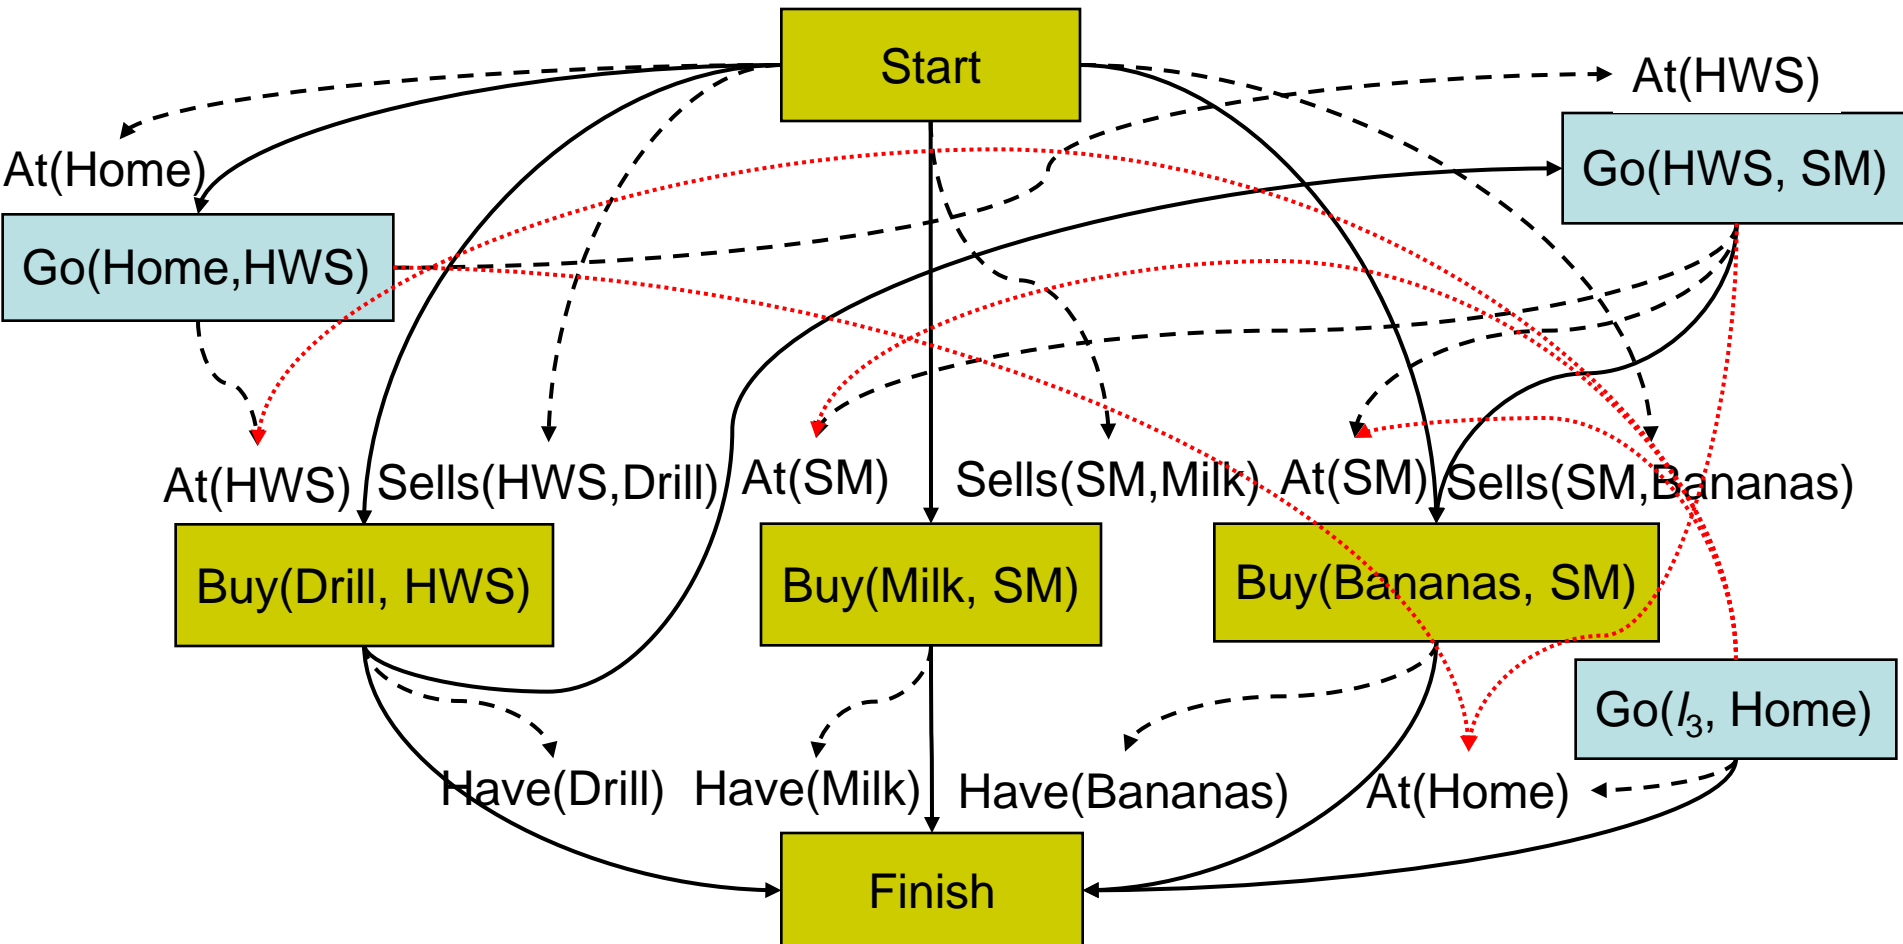 Start
At(HWS)
At(Home)
Go(HWS, SM)
Go(Home,HWS)
At(HWS)
Sells(HWS,Drill)
At(SM)
Sells(SM,Milk)
At(SM)
Sells(SM,Bananas)
Buy(Drill, HWS)
Buy(Milk, SM)
Buy(Bananas, SM)
Go(l₃, Home)
Have(Drill)
Have(Milk)
Have(Bananas)
At(Home)
Finish